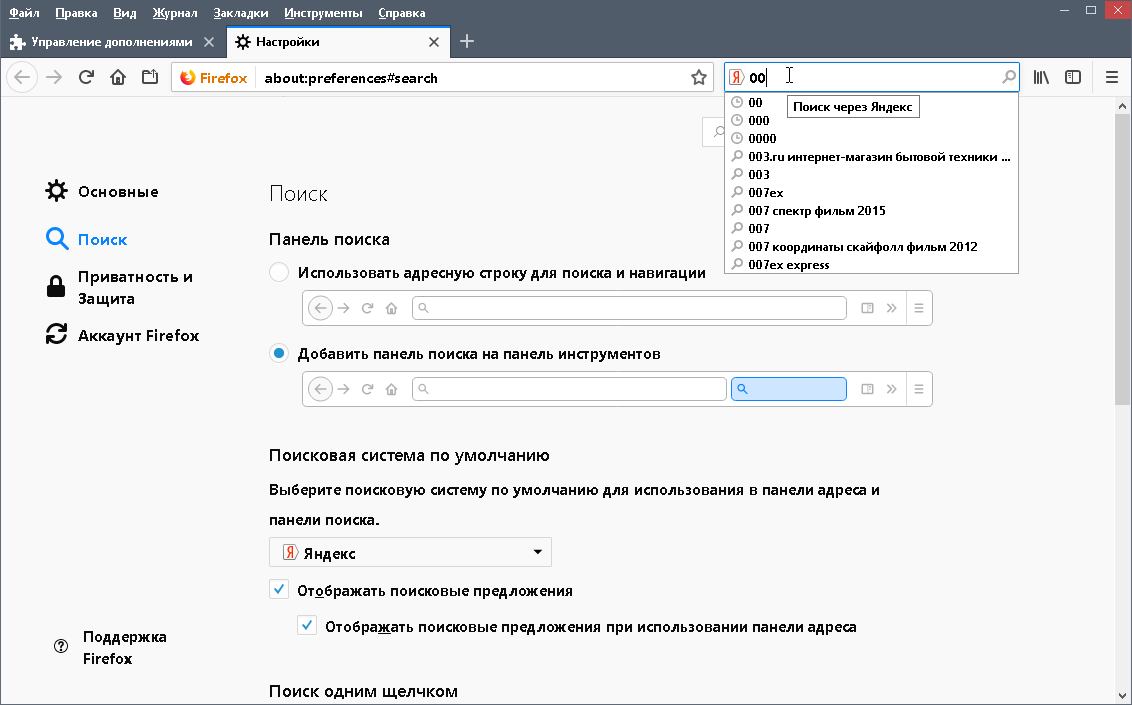 Файл Правка Вид Журнал Закладки Инструменты Справка
Управление дополнениями
Настройки
Firefox about:preferences#search
Я 00
Поиск через Яндекс
00
000
0000
003.ru интернет-магазин бытовой техники ...
003
007ex
007 спектр фильм 2015
007
007 координаты скайфолл фильм 2012
007ex express
Основные
Поиск
Приватность и
Защита
Аккаунт Firefox
Поддержка
Firefox
Поиск
Панель поиска
Использовать адресную строку для поиска и навигации
Добавить панель поиска на панель инструментов
Поисковая система по умолчанию
Выберите поисковую систему по умолчанию для использования в панели адреса и
панели поиска.
Я Яндекс
Отображать поисковые предложения
Отображать поисковые предложения при использовании панели адреса
Поиск одним щелчком